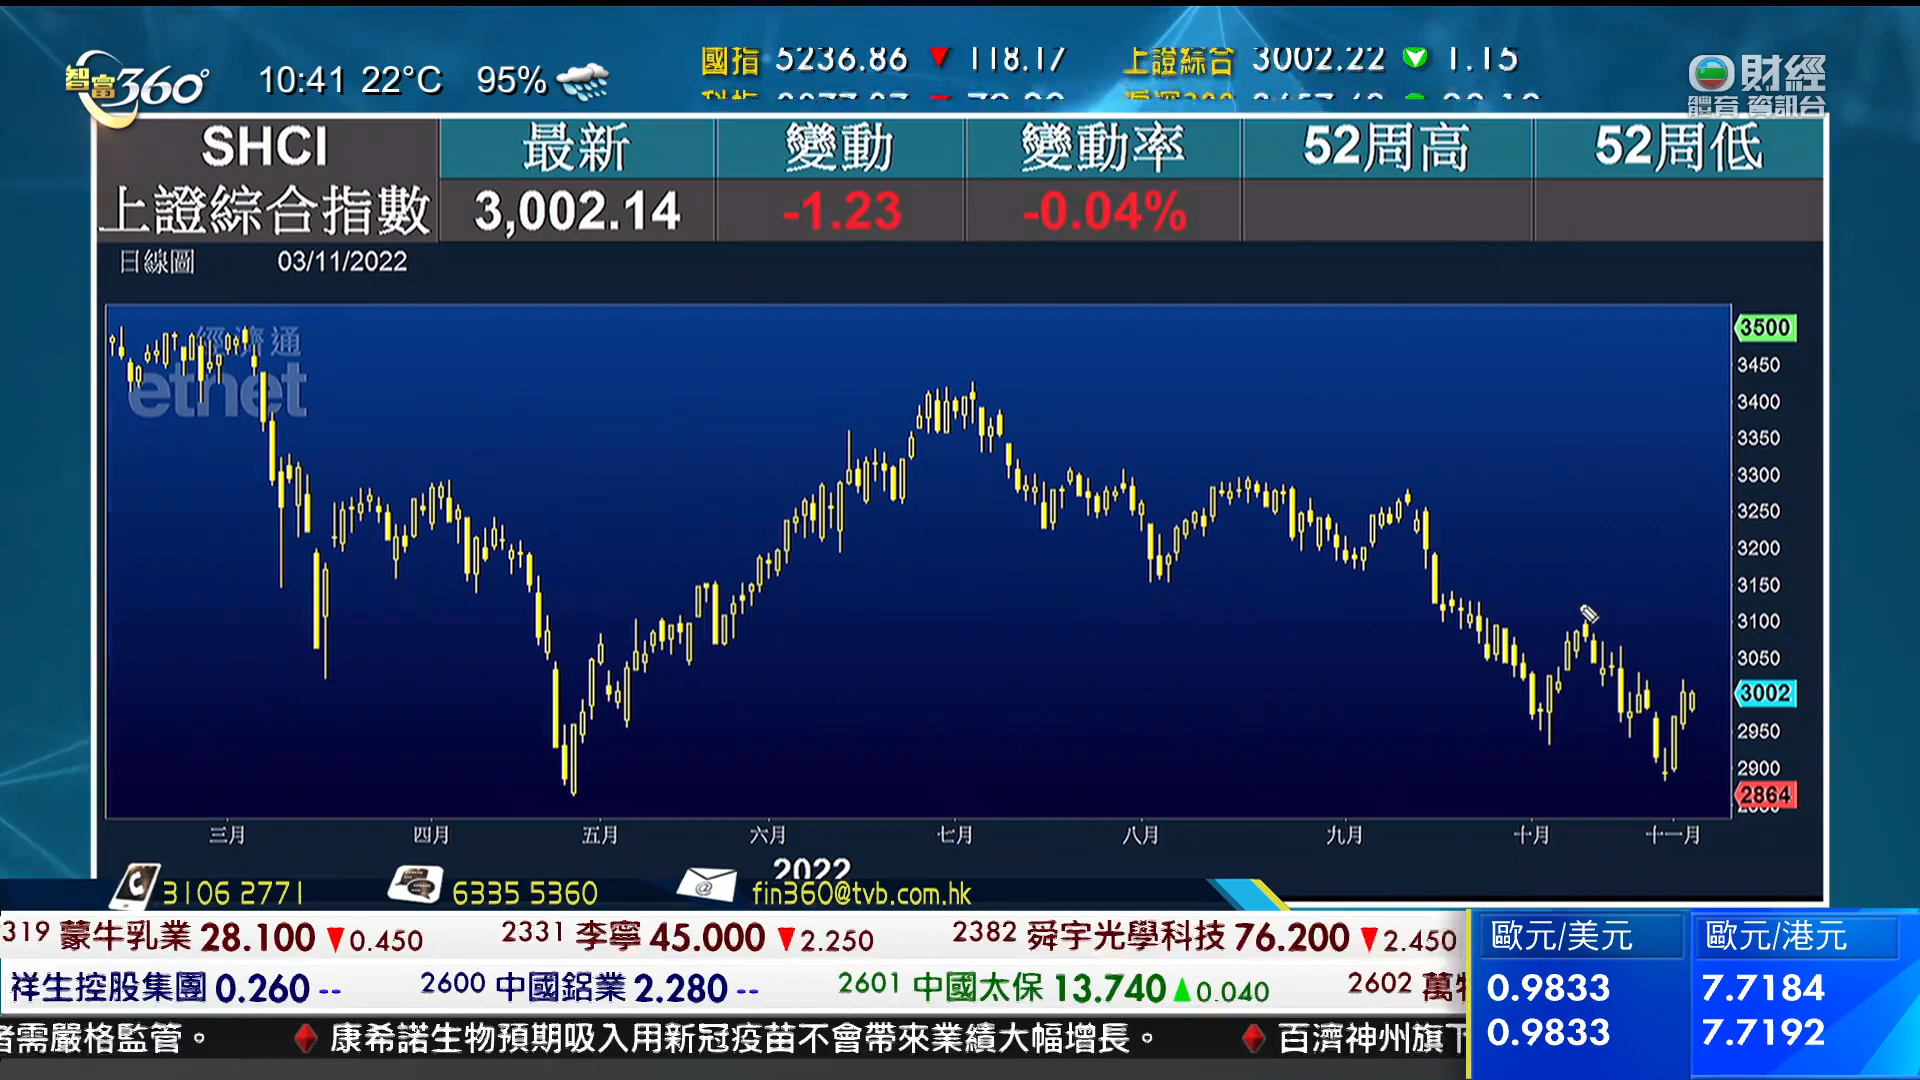 智富360°
10:41 22°C 95%
國指 5236.86 ▼ 118.17 上證綜合 3002.22 ▼ 1.15
財經
體育 資訊台
SHCI 最新 變動 變動率 52周高 52周低
上證綜合指數 3,002.14 -1.23 -0.04%
日線圖 03/11/2022
經濟通
etnet
3500
3450
3400
3350
3300
3250
3200
3150
3100
3050
3002
2950
2900
2864
三月 四月 五月 六月 七月 八月 九月 十月 十一月
2022
3106 2771 6335 5360 fin360@tvb.com.hk
319 蒙牛乳業 28.100 ▼0.450 2331 李寧 45.000 ▼2.250 2382 舜宇光學科技 76.200 ▼2.450
祥生控股集團 0.260 -- 2600 中國鋁業 2.280 -- 2601 中國太保 13.740 ▲0.040 2602 萬
需嚴格監管。 康希諾生物預期吸入用新冠疫苗不會帶來業績大幅增長。 百濟神州旗下
歐元/美元 歐元/港元
0.9833 7.7184
0.9833 7.7192